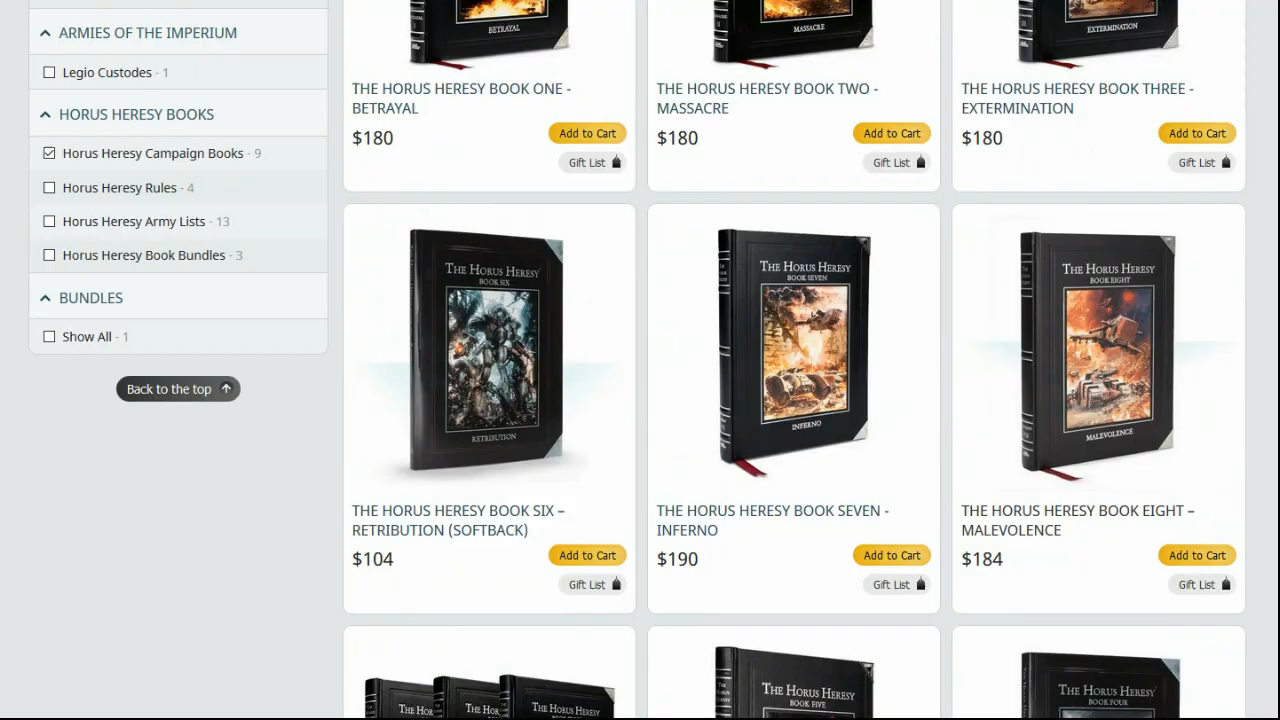 ARMIES OF THE IMPERIUM
Legio Custodes - 1
HORUS HERESY BOOKS
Horus Heresy Campaign Books - 9
Horus Heresy Rules - 4
Horus Heresy Army Lists - 13
Horus Heresy Book Bundles - 3
BUNDLES
Show All - 1
Back to the top
BETRAYAL
THE HORUS HERESY BOOK ONE -
BETRAYAL
$180
Add to Cart
Gift List
MASSACRE
THE HORUS HERESY BOOK TWO -
MASSACRE
$180
Add to Cart
Gift List
EXTERMINATION
THE HORUS HERESY BOOK THREE -
EXTERMINATION
$180
Add to Cart
Gift List
THE HORUS HERESY
BOOK SIX
RETRIBUTION
THE HORUS HERESY BOOK SIX –
RETRIBUTION (SOFTBACK)
$104
Add to Cart
Gift List
THE HORUS HERESY
BOOK SEVEN
INFERNO
THE HORUS HERESY BOOK SEVEN -
INFERNO
$190
Add to Cart
Gift List
THE HORUS HERESY
BOOK EIGHT
MALEVOLENCE
THE HORUS HERESY BOOK EIGHT –
MALEVOLENCE
$184
Add to Cart
Gift List
THE HORUS HERESY
THE HORUS HERESY
BOOK FIVE
THE HORUS HERESY
BOOK FOUR